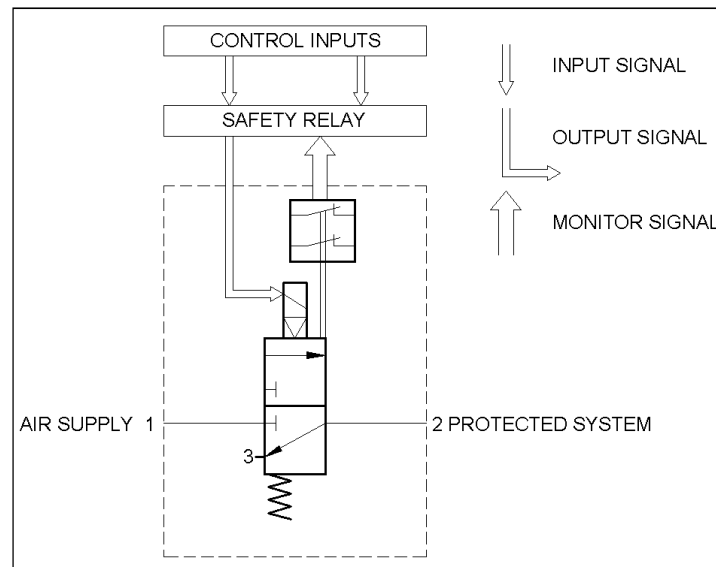 CONTROL INPUTS
INPUT SIGNAL
SAFETY RELAY
OUTPUT SIGNAL
MONITOR SIGNAL
AIR SUPPLY 1
2 PROTECTED SYSTEM
3